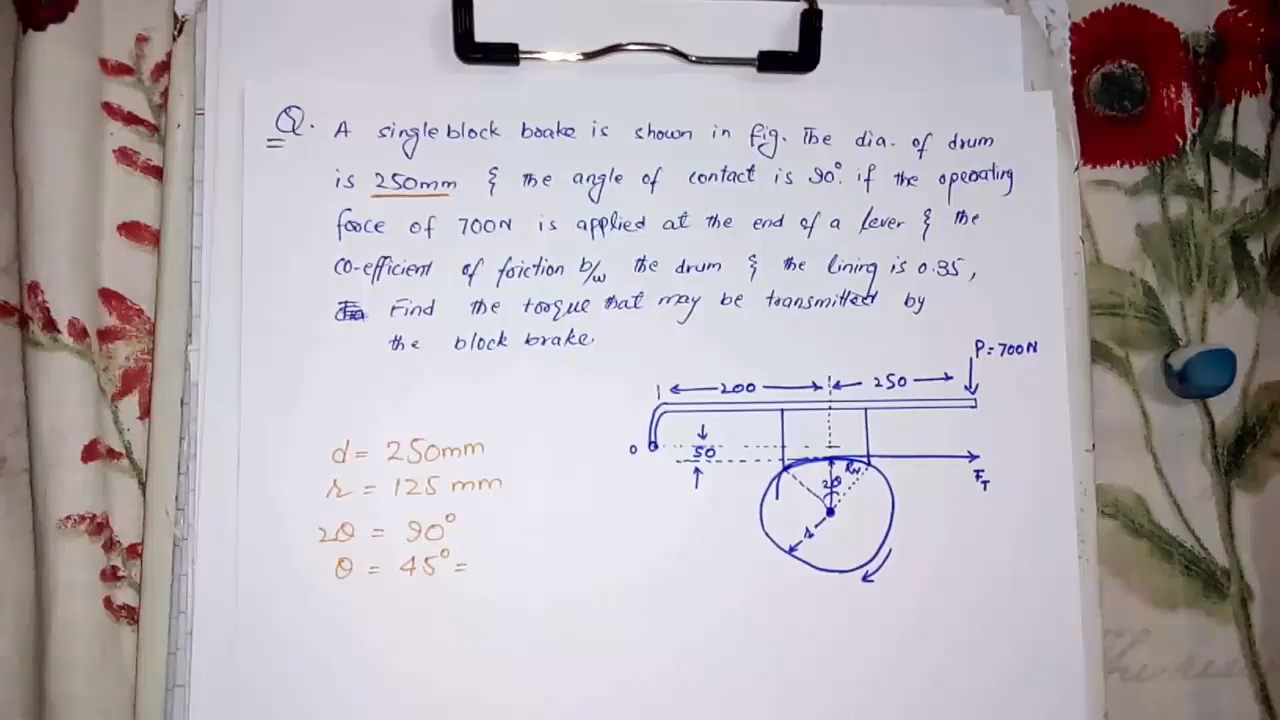 Q. A single block brake is shown in fig. The dia. of drum
is 250mm & the angle of contact is 90°. if the operating
force of 700N is applied at the end of a lever & the
co-efficient of friction b/w the drum & the lining is 0.35,
Find the torque that may be transmitted by
the block brake.
P=700N
200
250
O
50
d = 250mm
r = 125 mm
2θ = 90°
θ = 45° =
RN
2θ
FT
r